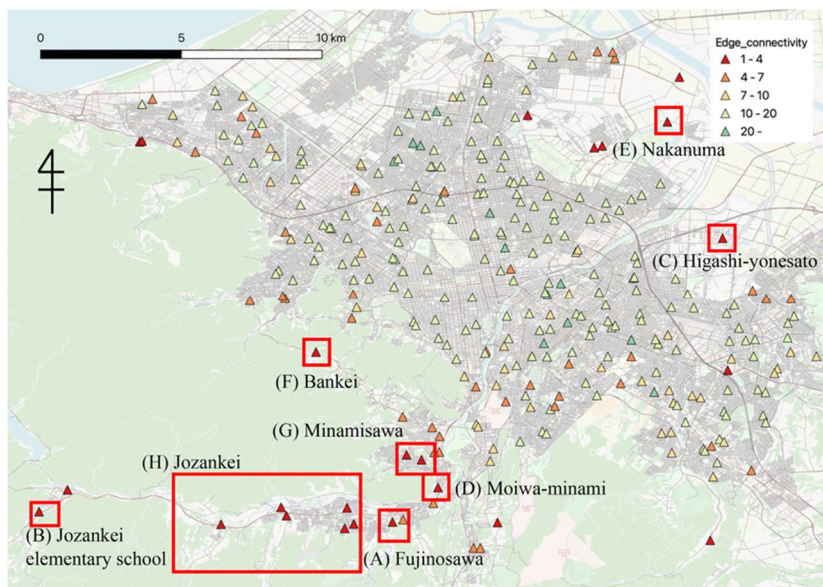 0 5 10 km
Edge_connectivity
1 - 4
4 - 7
7 - 10
10 - 20
20 -
(E) Nakanuma
(C) Higashi-yonesato
(F) Bankei
(G) Minamisawa
(H) Jozankei
(D) Moiwa-minami
(B) Jozankei
elementary school
(A) Fujinosawa